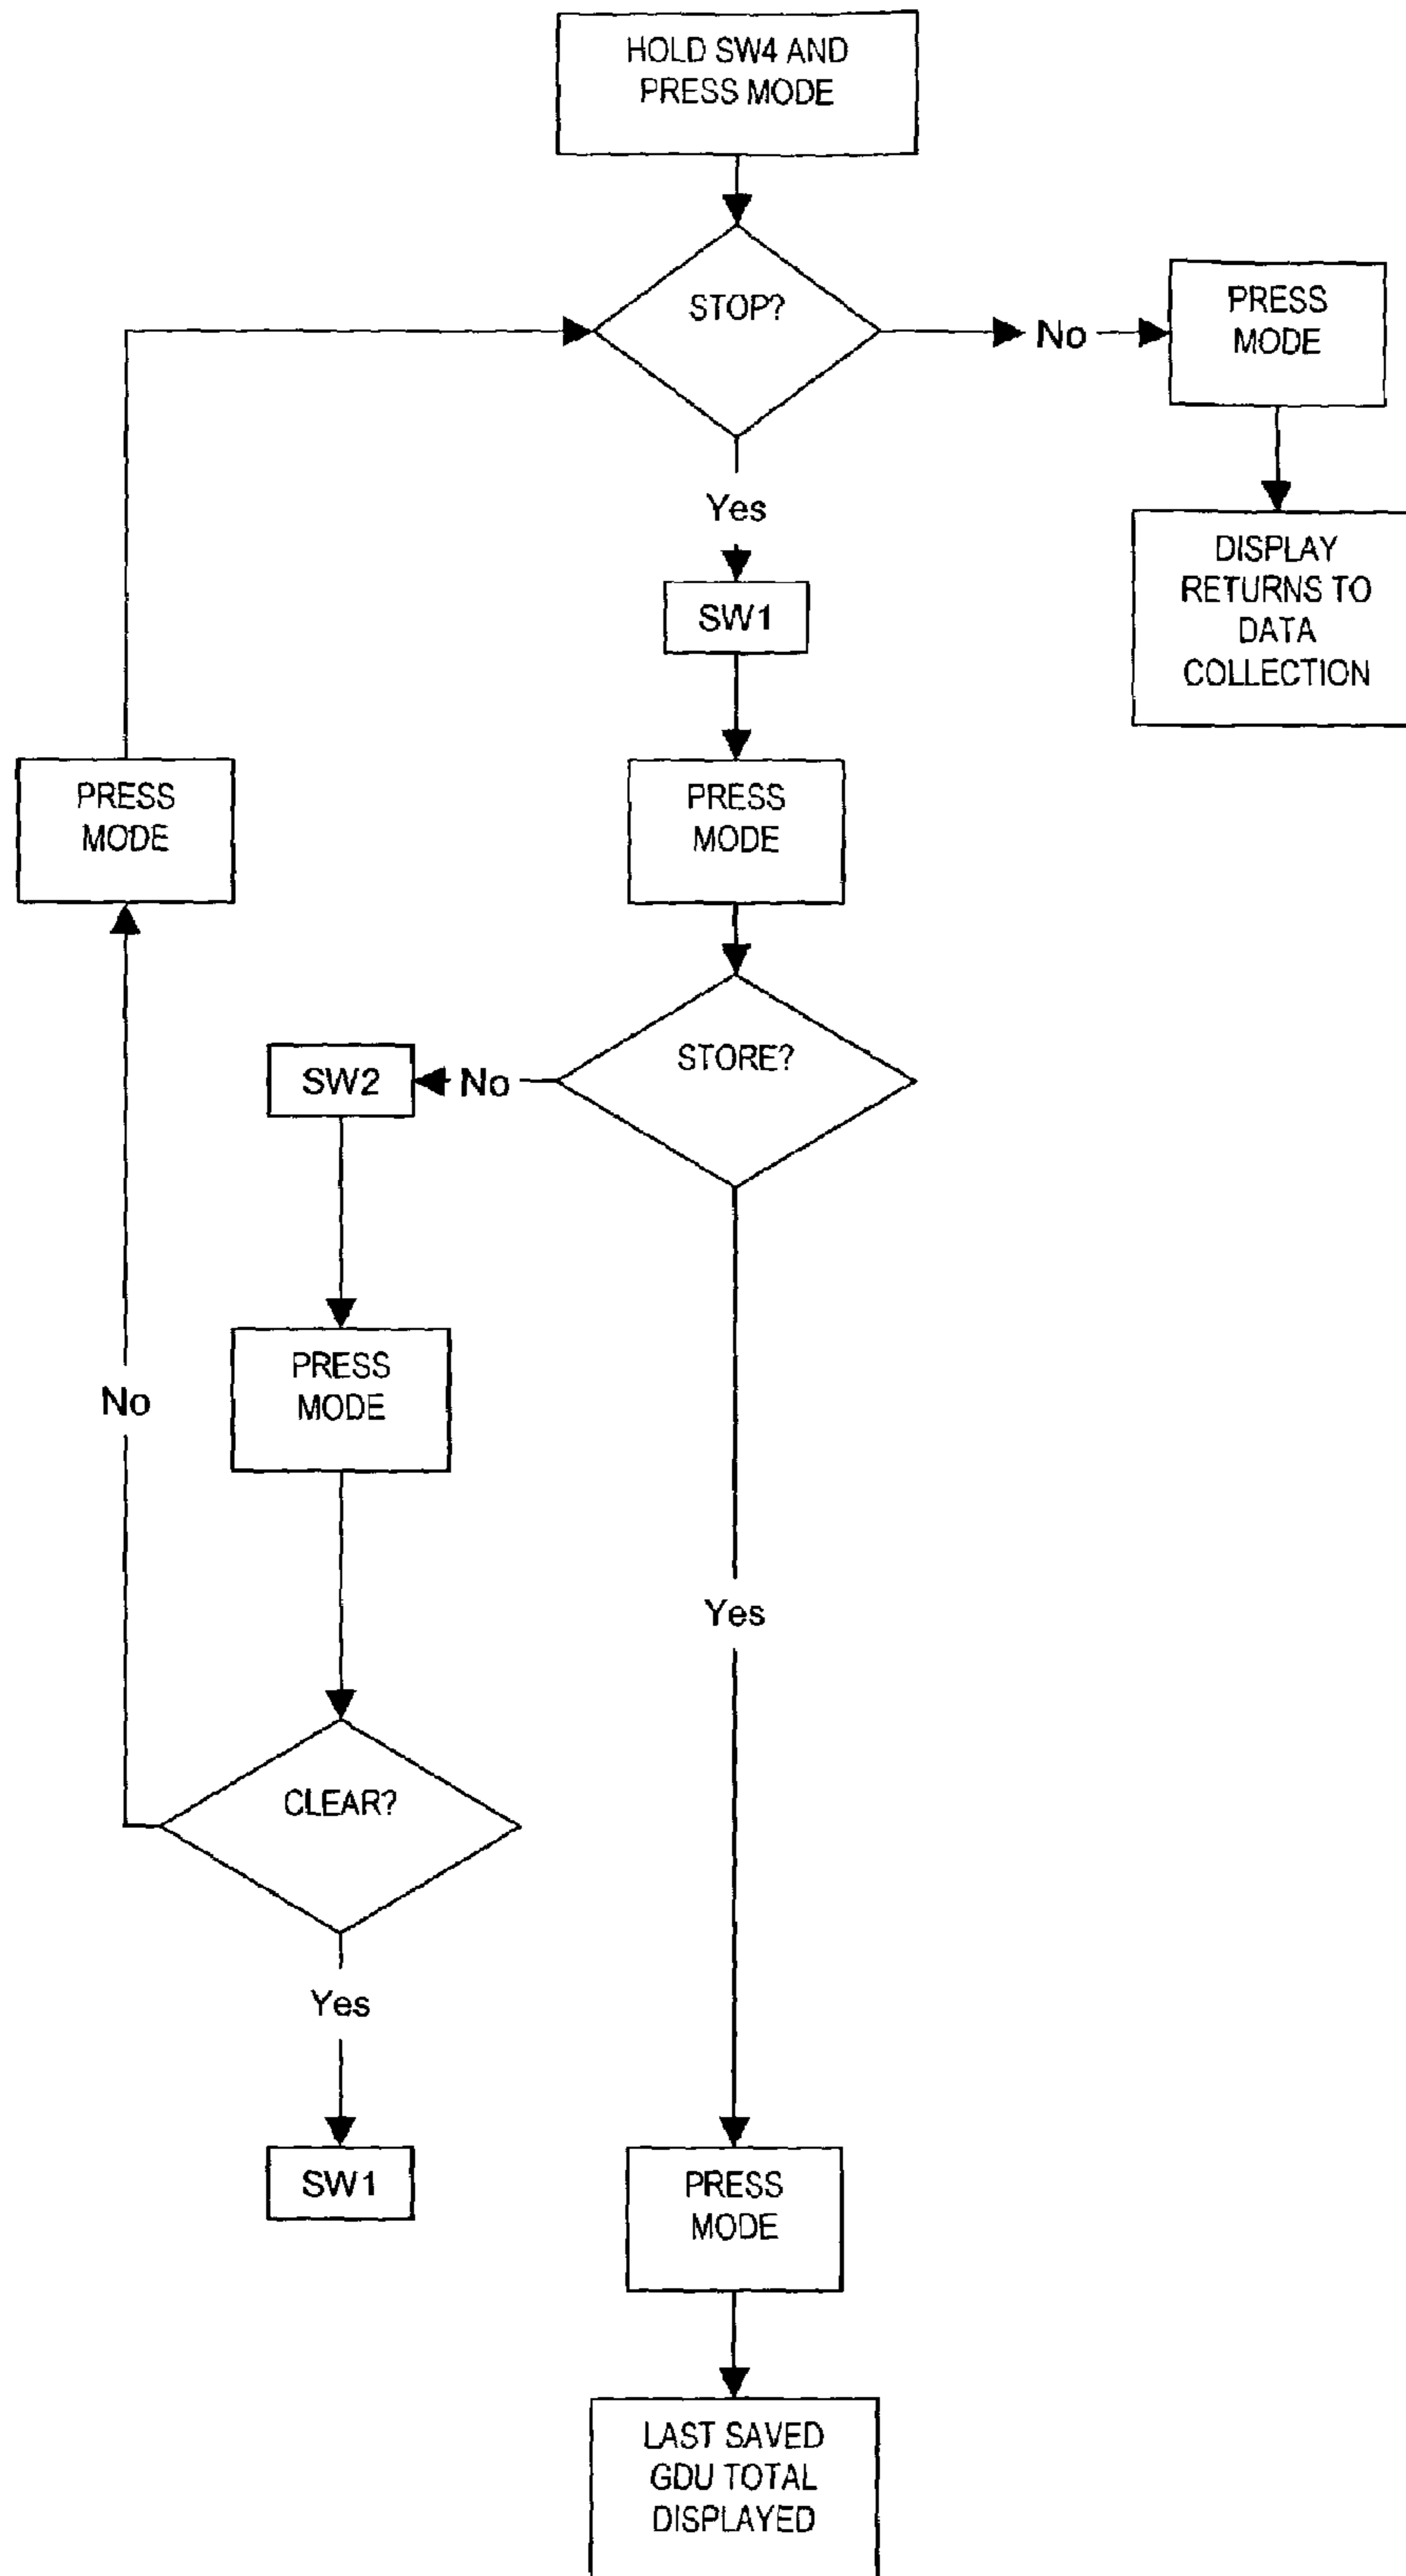 HOLD SW4 AND
PRESS MODE
STOP?
No
PRESS
MODE
Yes
DISPLAY
RETURNS TO
DATA
COLLECTION
SW1
PRESS
MODE
PRESS
MODE
STORE?
No
SW2
PRESS
MODE
No
Yes
CLEAR?
Yes
SW1
PRESS
MODE
LAST SAVED
GDU TOTAL
DISPLAYED